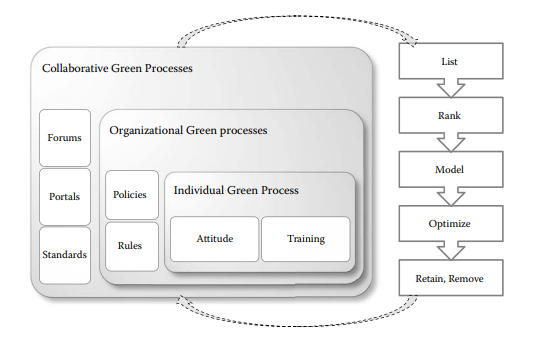 Collaborative Green Processes
Forums
Portals
Standards
Organizational Green processes
Policies
Rules
Individual Green Process
Attitude
Training
List
Rank
Model
Optimize
Retain, Remove